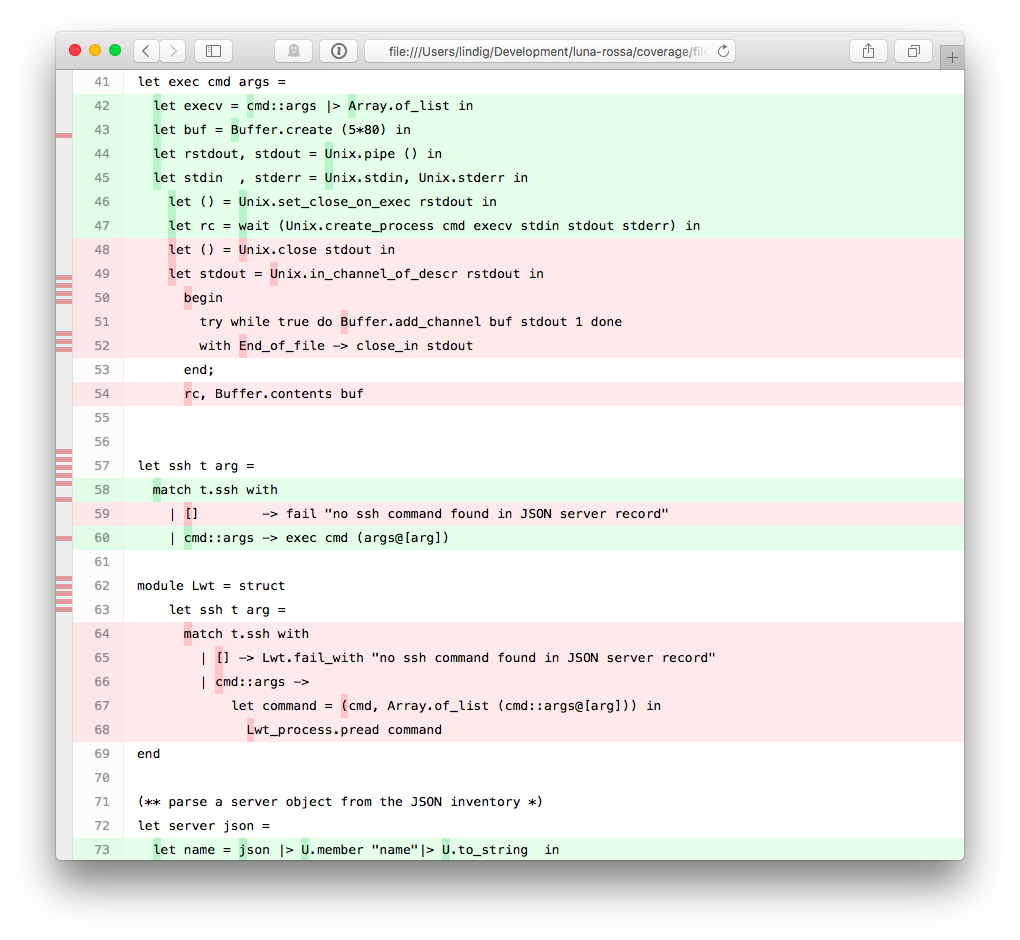 file:///Users/lindig/Development/luna-rossa/coverage/fil
41 let exec cmd args =
42 let execv = cmd::args |> Array.of_list in
43 let buf = Buffer.create (5*80) in
44 let rstdout, stdout = Unix.pipe () in
45 let stdin  , stderr = Unix.stdin, Unix.stderr in
46 let () = Unix.set_close_on_exec rstdout in
47 let rc = wait (Unix.create_process cmd execv stdin stdout stderr) in
48 let () = Unix.close stdout in
49 let stdout = Unix.in_channel_of_descr rstdout in
50 begin
51 try while true do Buffer.add_channel buf stdout 1 done
52 with End_of_file -> close_in stdout
53 end;
54 rc, Buffer.contents buf
55
56
57 let ssh t arg =
58 match t.ssh with
59 | []        -> fail "no ssh command found in JSON server record"
60 | cmd::args -> exec cmd (args@[arg])
61
62 module Lwt = struct
63 let ssh t arg =
64 match t.ssh with
65 | [] -> Lwt.fail_with "no ssh command found in JSON server record"
66 | cmd::args ->
67 let command = (cmd, Array.of_list (cmd::args@[arg])) in
68 Lwt_process.pread command
69 end
70
71 (** parse a server object from the JSON inventory *)
72 let server json =
73 let name = json |> U.member "name"|> U.to_string  in